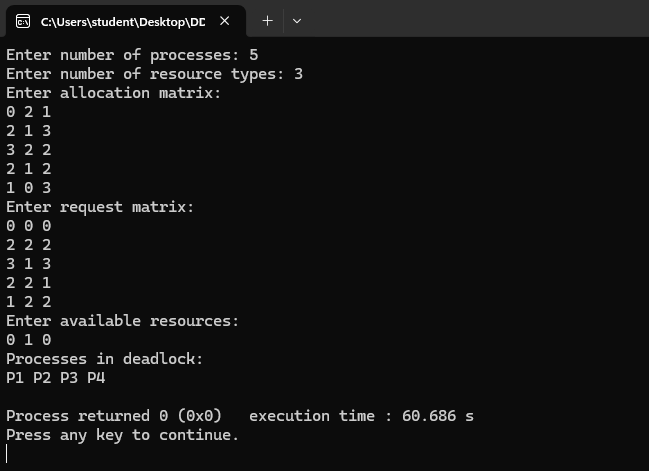 C:\Users\student\Desktop\DD
Enter number of processes: 5
Enter number of resource types: 3
Enter allocation matrix:
0 2 1
2 1 3
3 2 2
2 1 2
1 0 3
Enter request matrix:
0 0 0
2 2 2
3 1 3
2 2 1
1 2 2
Enter available resources:
0 1 0
Processes in deadlock:
P1 P2 P3 P4
Process returned 0 (0x0)   execution time : 60.686 s
Press any key to continue.